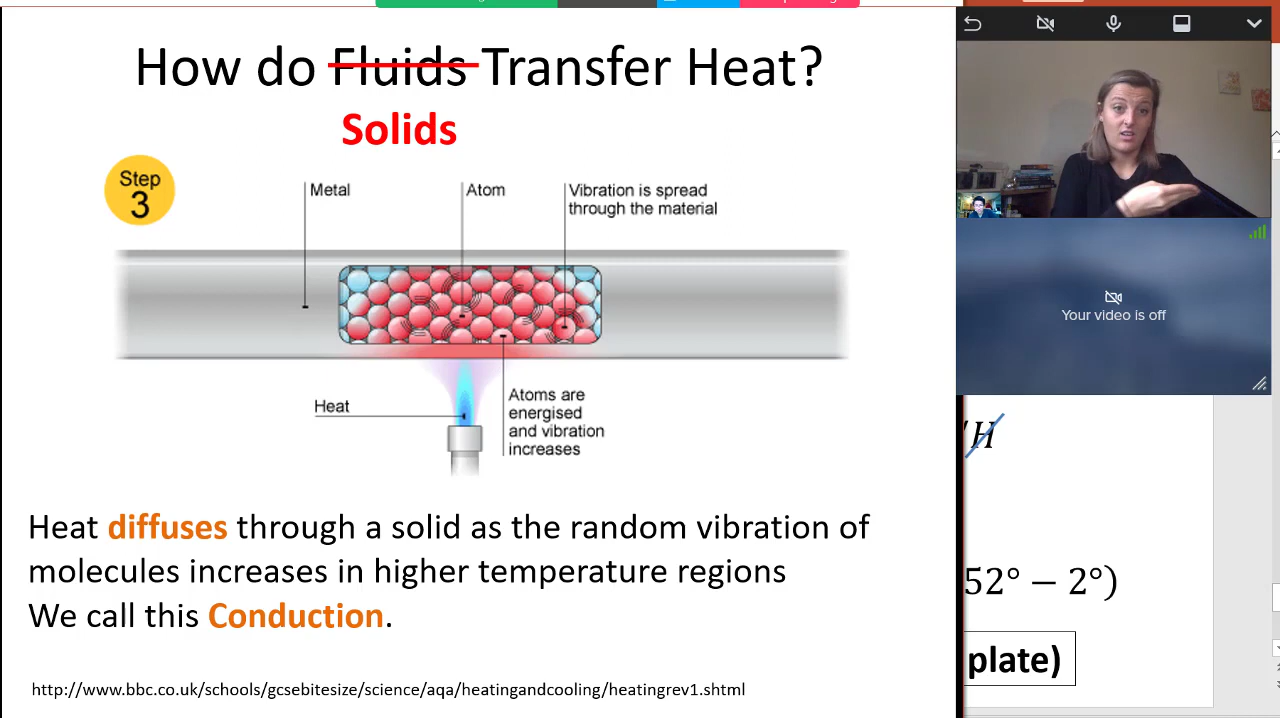 How do Fluids Transfer Heat?
Solids
Step
3
Metal
Atom
Vibration is spread
through the material
Heat
Atoms are
energised
and vibration
increases
Heat diffuses through a solid as the random vibration of
molecules increases in higher temperature regions
We call this Conduction.
http://www.bbc.co.uk/schools/gcsebitesize/science/aqa/heatingandcooling/heatingrev1.shtml
Your video is off
H
52° − 2°)
plate)